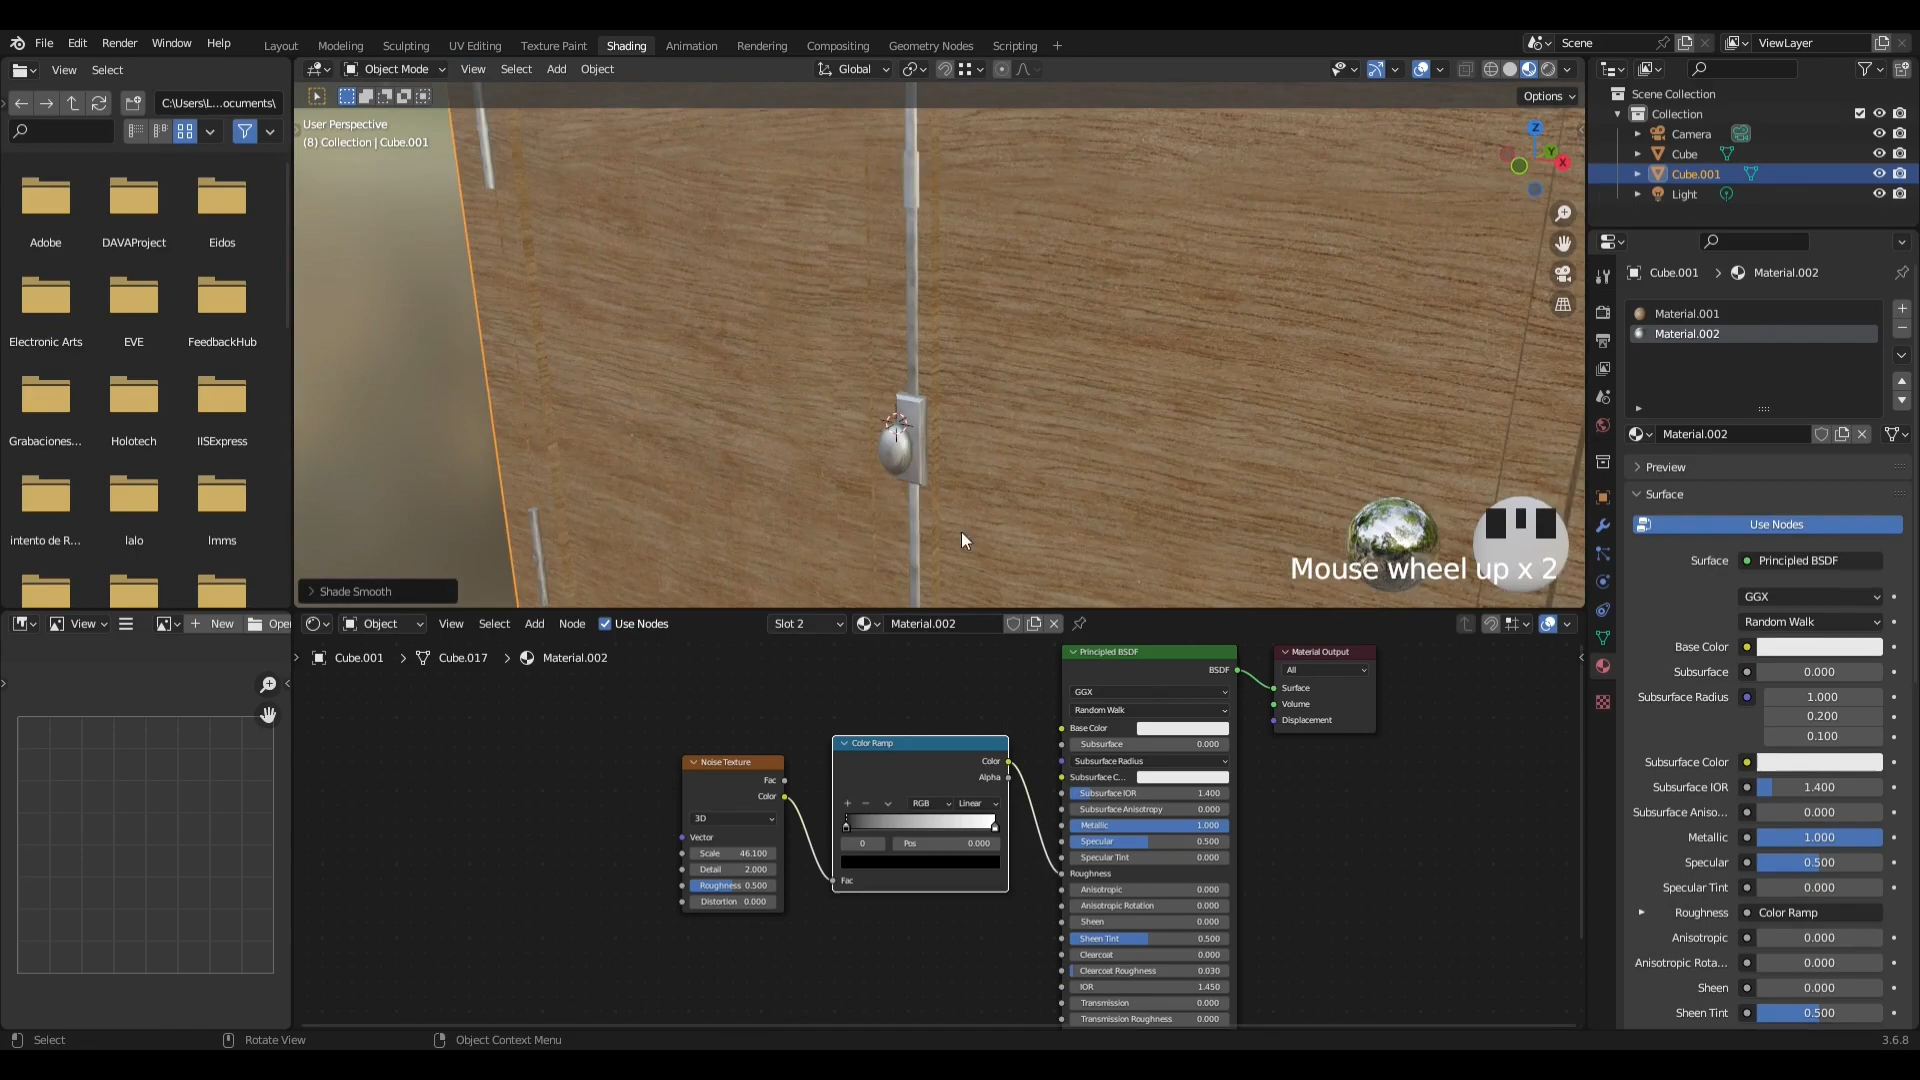 File Edit Render Window Help Layout Modeling Sculpting UV Editing Texture Paint Shading Animation Rendering Compositing Geometry Nodes Scripting Scene ViewLayer
View Select Object Mode View Select Add Object Global
C:\Users\L...ocuments\ Options
User Perspective
(8) Collection | Cube.001
Adobe DAVAProject Eidos
Electronic Arts EVE FeedbackHub
Grabaciones... Holotech IISExpress
intento de R... lalo lmms
Z
Y
X
Mouse wheel up x 2
Shade Smooth
Scene Collection
Collection
Camera
Cube
Cube.001
Light
Cube.001 > Material.002
Material.001
Material.002
Material.002
Preview
Surface
Use Nodes
Surface Principled BSDF
GGX
Random Walk
Base Color
Subsurface 0.000
Subsurface Radius 1.000
0.200
0.100
Subsurface Color
Subsurface IOR 1.400
Subsurface Aniso... 0.000
Metallic 1.000
Specular 0.500
Specular Tint 0.000
Roughness Color Ramp
Anisotropic 0.000
Anisotropic Rota... 0.000
Sheen 0.000
Sheen Tint 0.500
View New Open
Object View Select Add Node Use Nodes Slot 2 Material.002
Cube.001 > Cube.017 > Material.002
Noise Texture
Fac
Color
3D
Vector
Scale 46.100
Detail 2.000
Roughness 0.500
Distortion 0.000
Color Ramp
Color
Alpha
RGB Linear
0 Pos 0.000
Fac
Principled BSDF
BSDF
GGX
Random Walk
Base Color
Subsurface 0.000
Subsurface Radius
Subsurface C...
Subsurface IOR 1.400
Subsurface Anisotropy 0.000
Metallic 1.000
Specular 0.500
Specular Tint 0.000
Roughness
Anisotropic 0.000
Anisotropic Rotation 0.000
Sheen 0.000
Sheen Tint 0.500
Clearcoat 0.000
Clearcoat Roughness 0.030
IOR 1.450
Transmission 0.000
Transmission Roughness 0.000
Material Output
All
Surface
Volume
Displacement
Select Rotate View Object Context Menu 3.6.8